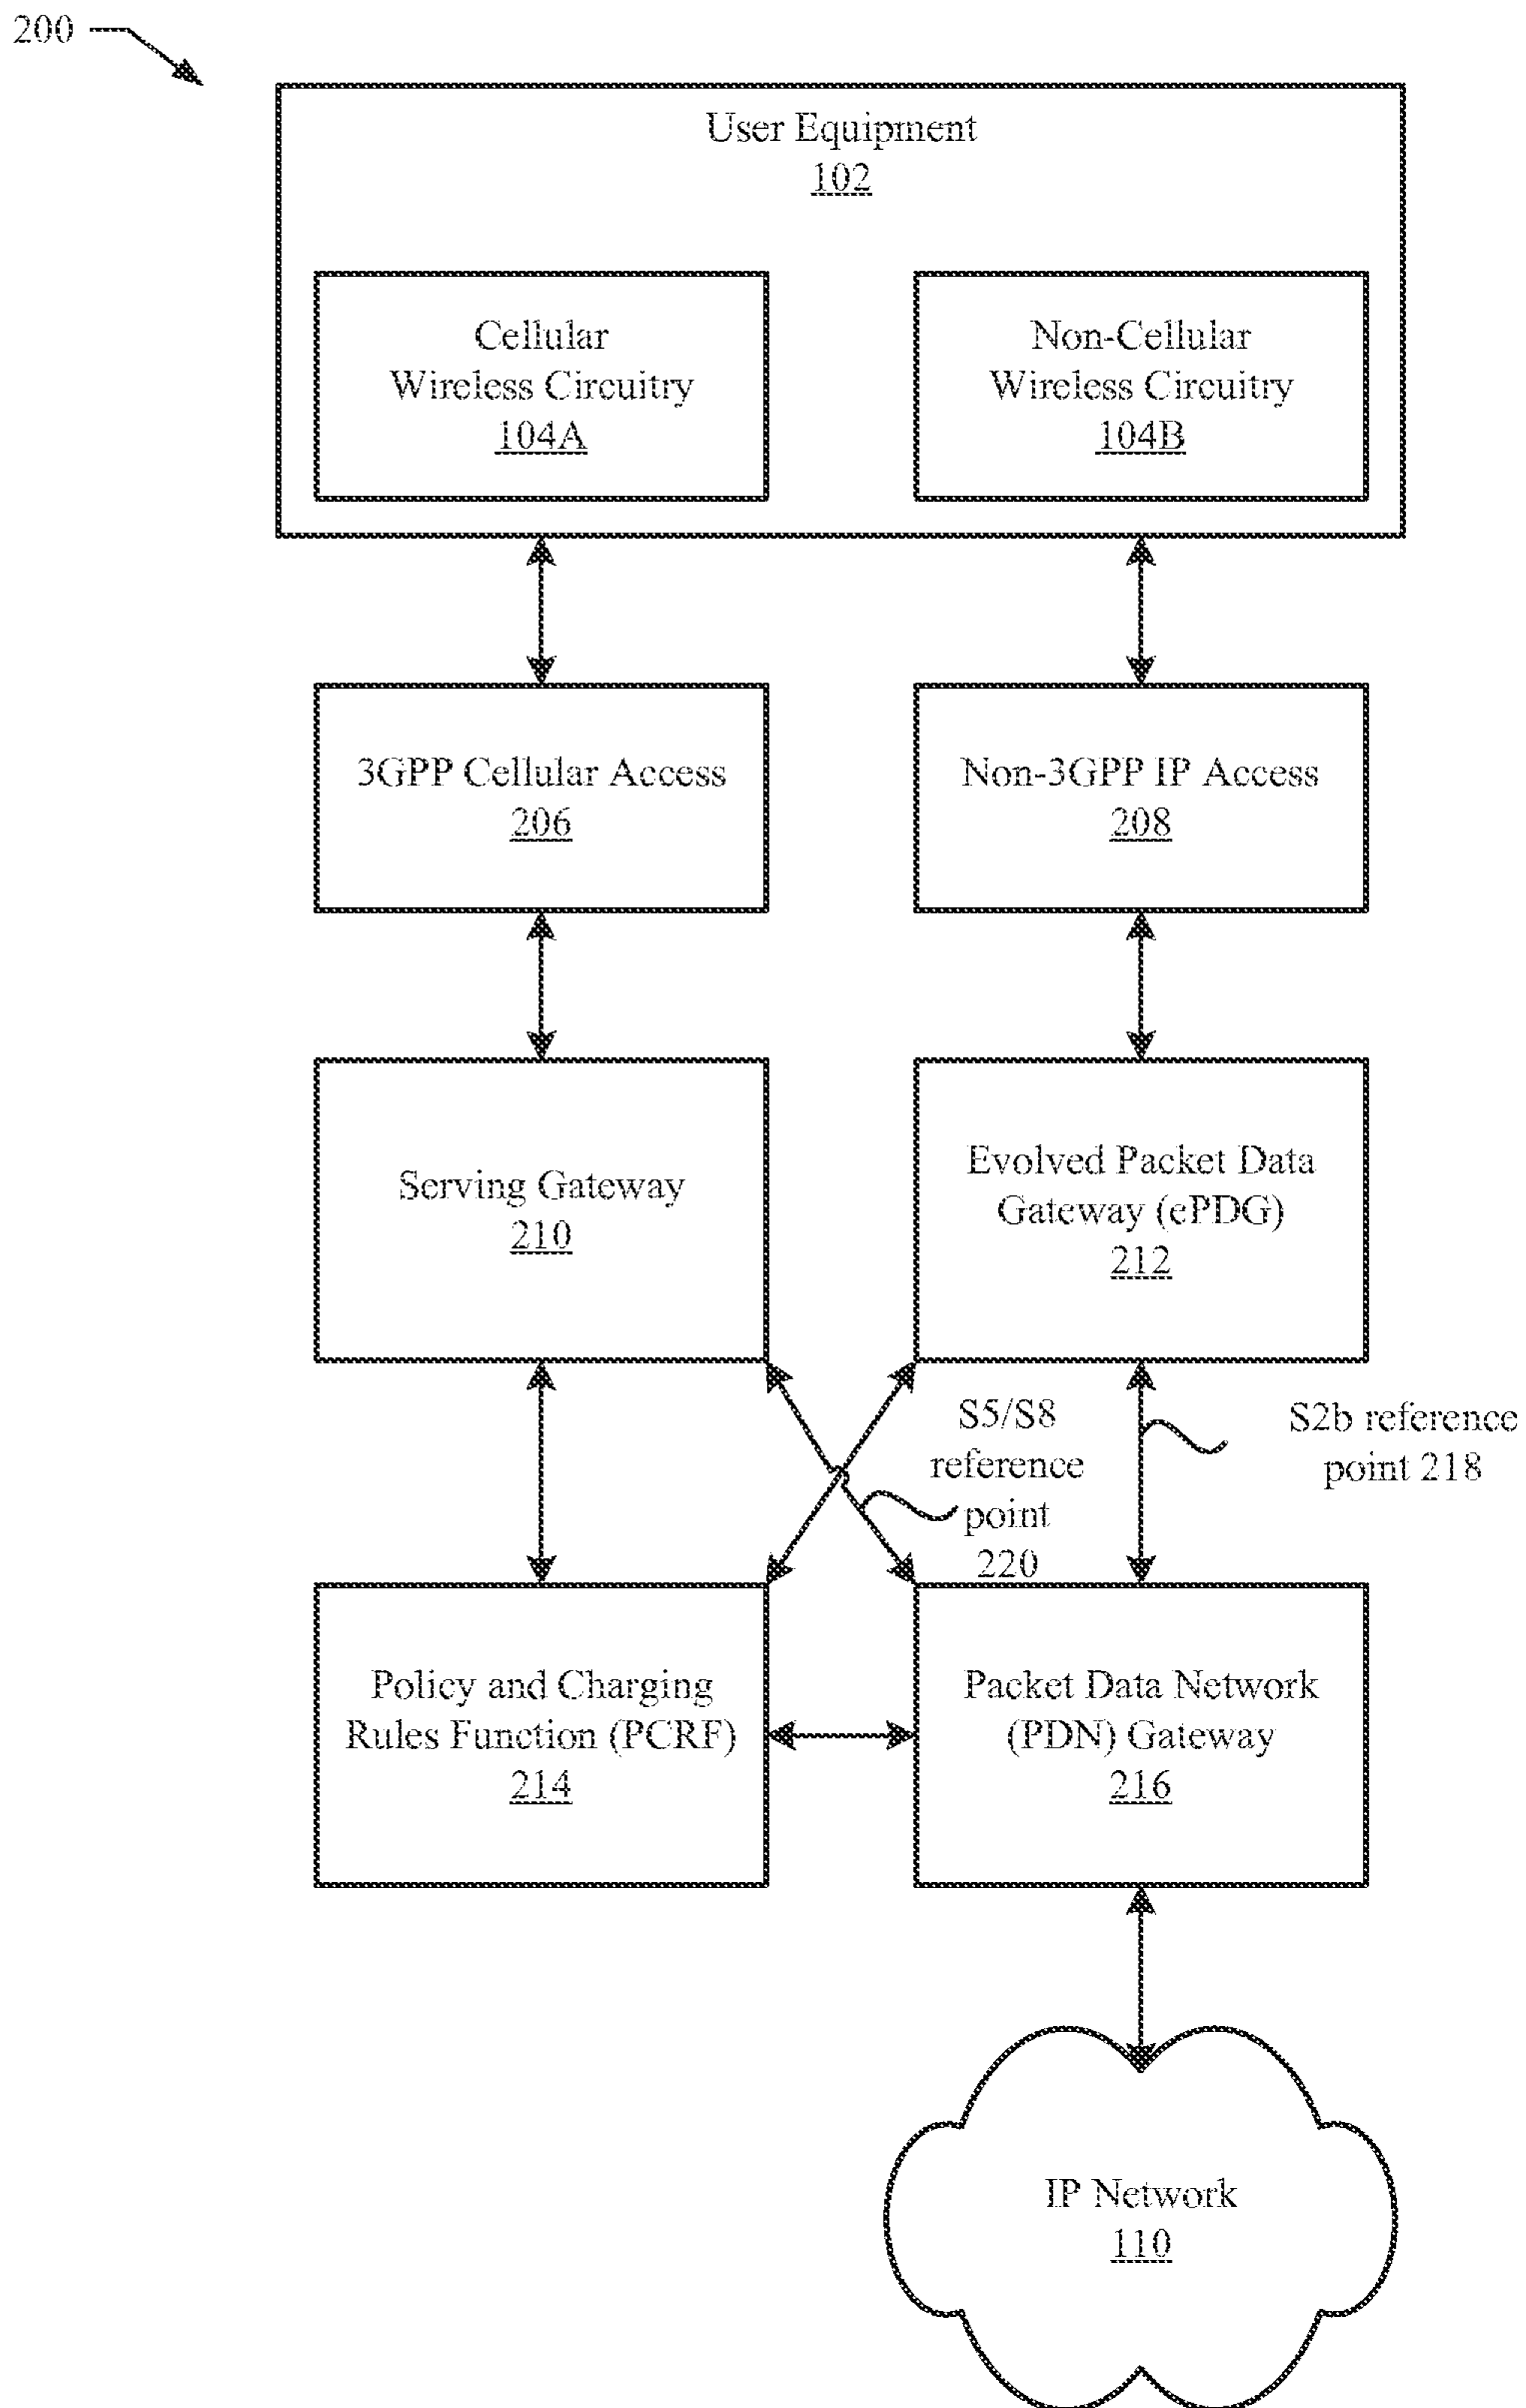 200
User Equipment
102
Cellular
Wireless Circuitry
104A
Non-Cellular
Wireless Circuitry
104B
3GPP Cellular Access
206
Non-3GPP IP Access
208
Serving Gateway
210
Evolved Packet Data
Gateway (ePDG)
212
S5/S8
reference
point
220
S2b reference
point 218
Policy and Charging
Rules Function (PCRF)
214
Packet Data Network
(PDN) Gateway
216
IP Network
110